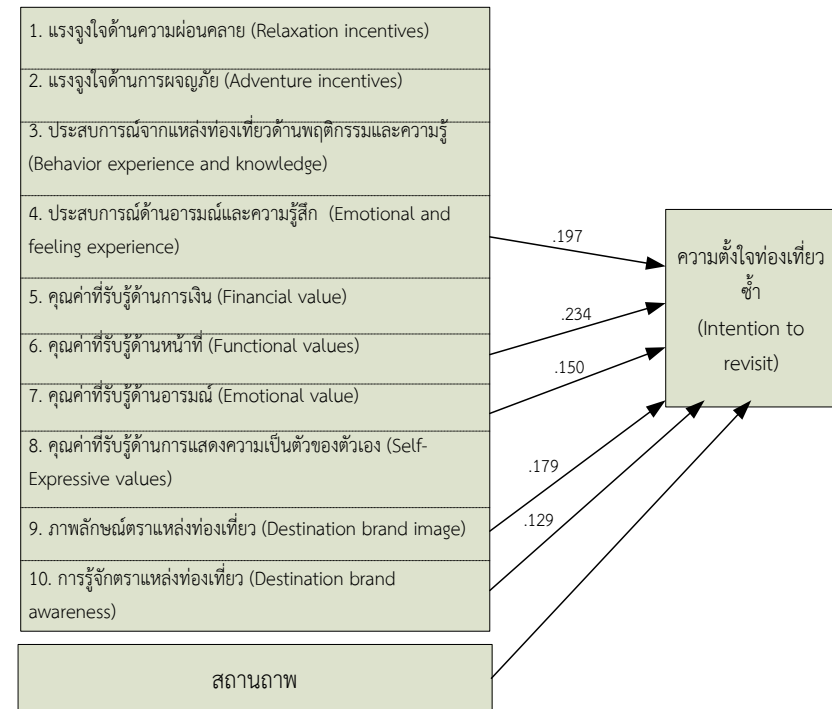 1. แรงจูงใจด้านความผ่อนคลาย (Relaxation incentives)
2. แรงจูงใจด้านการผจญภัย (Adventure incentives)
3. ประสบการณ์จากแหล่งท่องเที่ยวด้านพฤติกรรมและความรู้
(Behavior experience and knowledge)
4. ประสบการณ์ด้านอารมณ์และความรู้สึก (Emotional and
feeling experience)
5. คุณค่าที่รับรู้ด้านการเงิน (Financial value)
6. คุณค่าที่รับรู้ด้านหน้าที่ (Functional values)
7. คุณค่าที่รับรู้ด้านอารมณ์ (Emotional value)
8. คุณค่าที่รับรู้ด้านการแสดงความเป็นตัวของตัวเอง (Self-
Expressive values)
9. ภาพลักษณ์ตราแหล่งท่องเที่ยว (Destination brand image)
10. การรู้จักตราแหล่งท่องเที่ยว (Destination brand
awareness)
สถานถาพ
.197
.234
.150
.179
.129
ความตั้งใจท่องเที่ยว
ซ้ำ
(Intention to
revisit)